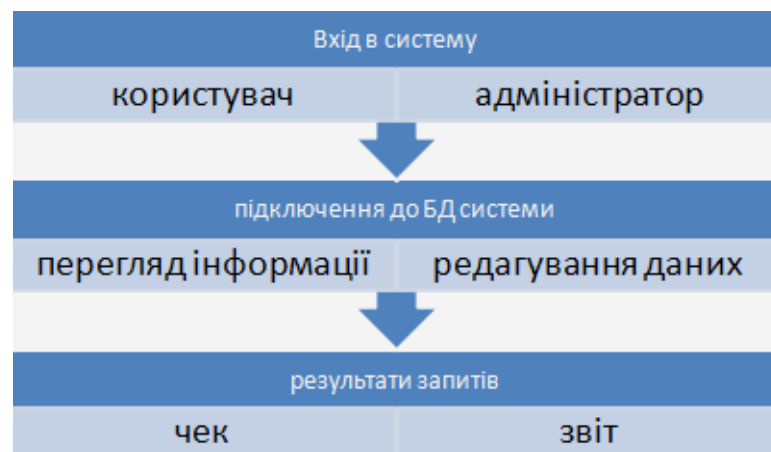 Вхід в систему
користувач адміністратор
підключення до БД системи
перегляд інформації редагування даних
результати запитів
чек звіт